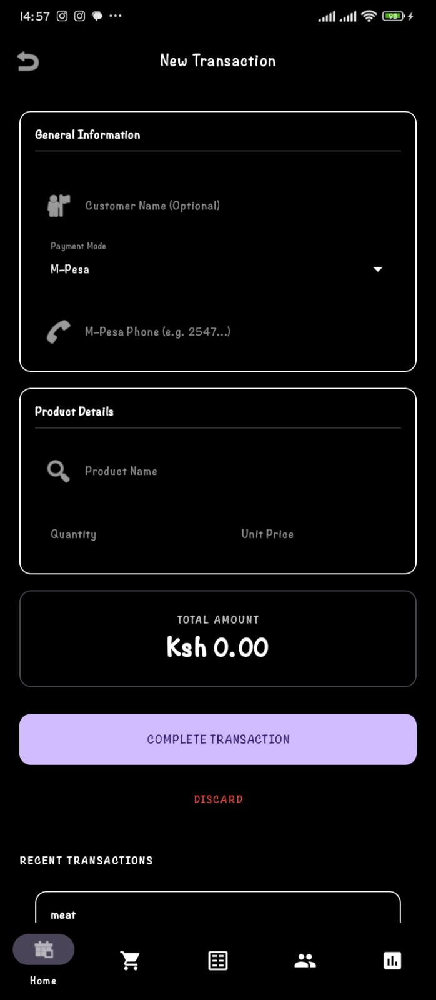 14:57
93
New Transaction
General Information
Customer Name (Optional)
Payment Mode
M-Pesa
M-Pesa Phone (e.g. 2547...)
Product Details
Product Name
Quantity Unit Price
TOTAL AMOUNT
Ksh 0.00
COMPLETE TRANSACTION
DISCARD
RECENT TRANSACTIONS
meat
Home